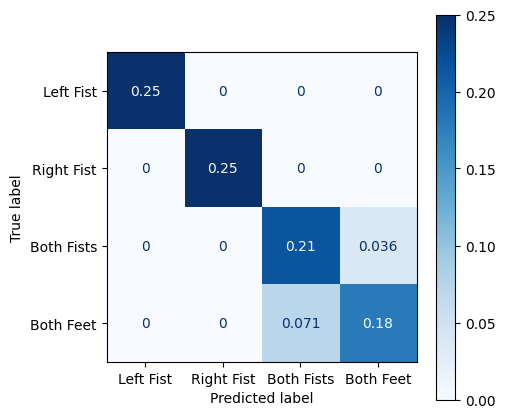 0.25
Left Fist 0.25 0 0 0
0.20
Right Fist 0 0.25 0 0
0.15
True label
0.10
Both Fists 0 0 0.21 0.036
0.05
Both Feet 0 0 0.071 0.18
0.00
Left Fist Right Fist Both Fists Both Feet
Predicted label